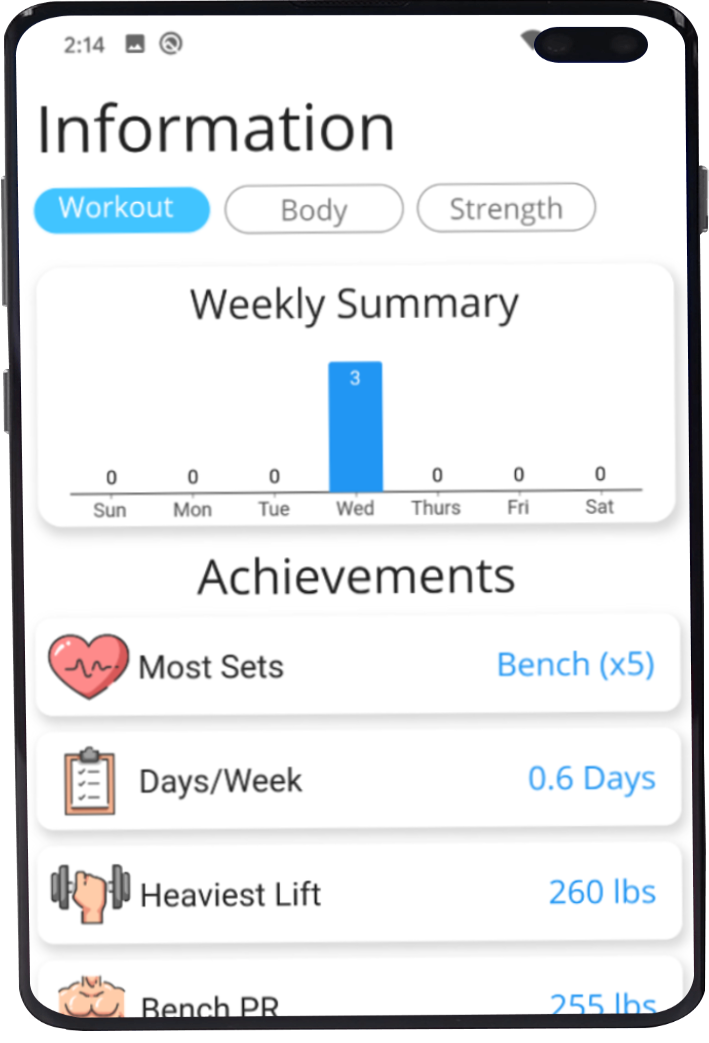 2:14
Information
Workout Body Strength
Weekly Summary
3
0 0 0 0 0 0
Sun Mon Tue Wed Thurs Fri Sat
Achievements
Most Sets Bench (x5)
Days/Week 0.6 Days
Heaviest Lift 260 lbs
Bench PR 255 lbs